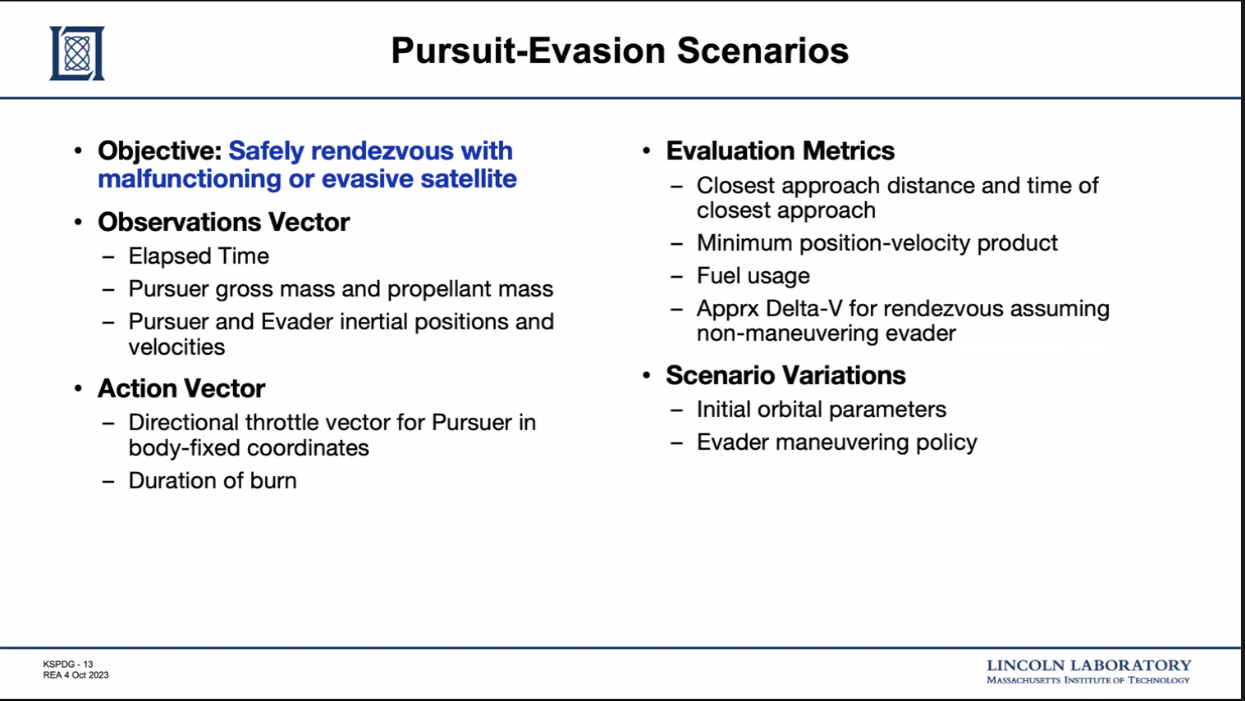 Pursuit-Evasion Scenarios
• Objective: Safely rendezvous with
malfunctioning or evasive satellite
• Observations Vector
– Elapsed Time
– Pursuer gross mass and propellant mass
– Pursuer and Evader inertial positions and
velocities
• Action Vector
– Directional throttle vector for Pursuer in
body-fixed coordinates
– Duration of burn
• Evaluation Metrics
– Closest approach distance and time of
closest approach
– Minimum position-velocity product
– Fuel usage
– Apprx Delta-V for rendezvous assuming
non-maneuvering evader
• Scenario Variations
– Initial orbital parameters
– Evader maneuvering policy
KSPDG - 13
REA 4 Oct 2023
LINCOLN LABORATORY
MASSACHUSETTS INSTITUTE OF TECHNOLOGY